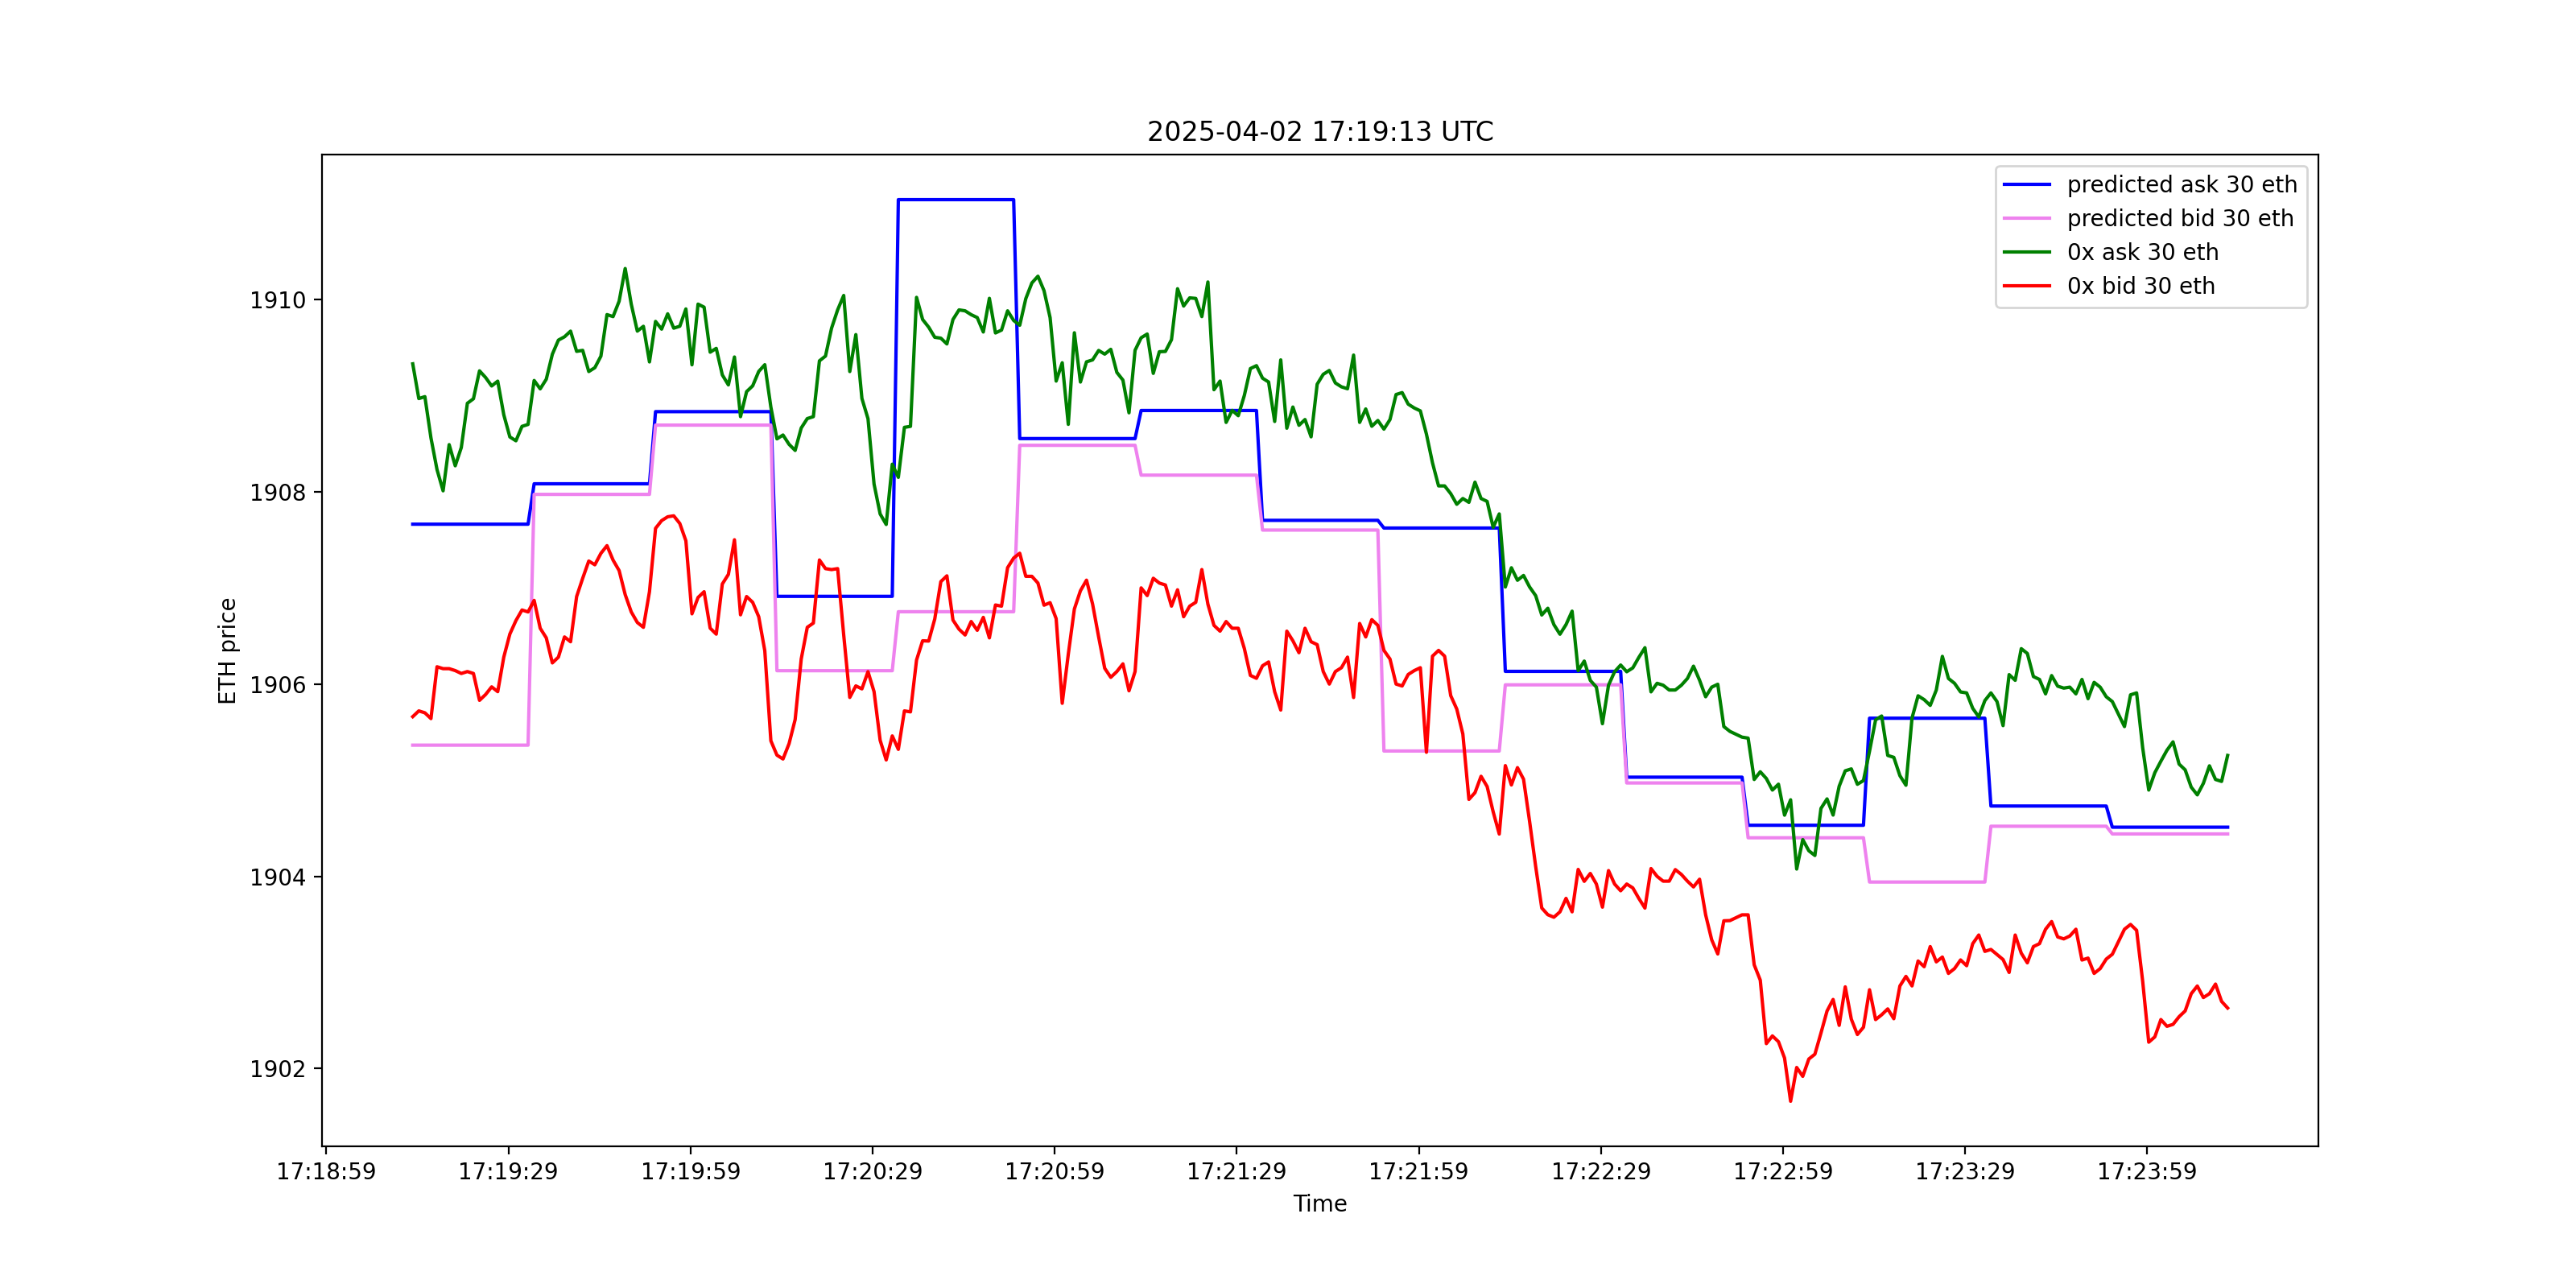 2025-04-02 17:19:13 UTC
predicted ask 30 eth
predicted bid 30 eth
0x ask 30 eth
0x bid 30 eth
ETH price
1910
1908
1906
1904
1902
17:18:59 17:19:29 17:19:59 17:20:29 17:20:59 17:21:29 17:21:59 17:22:29 17:22:59 17:23:29 17:23:59
Time